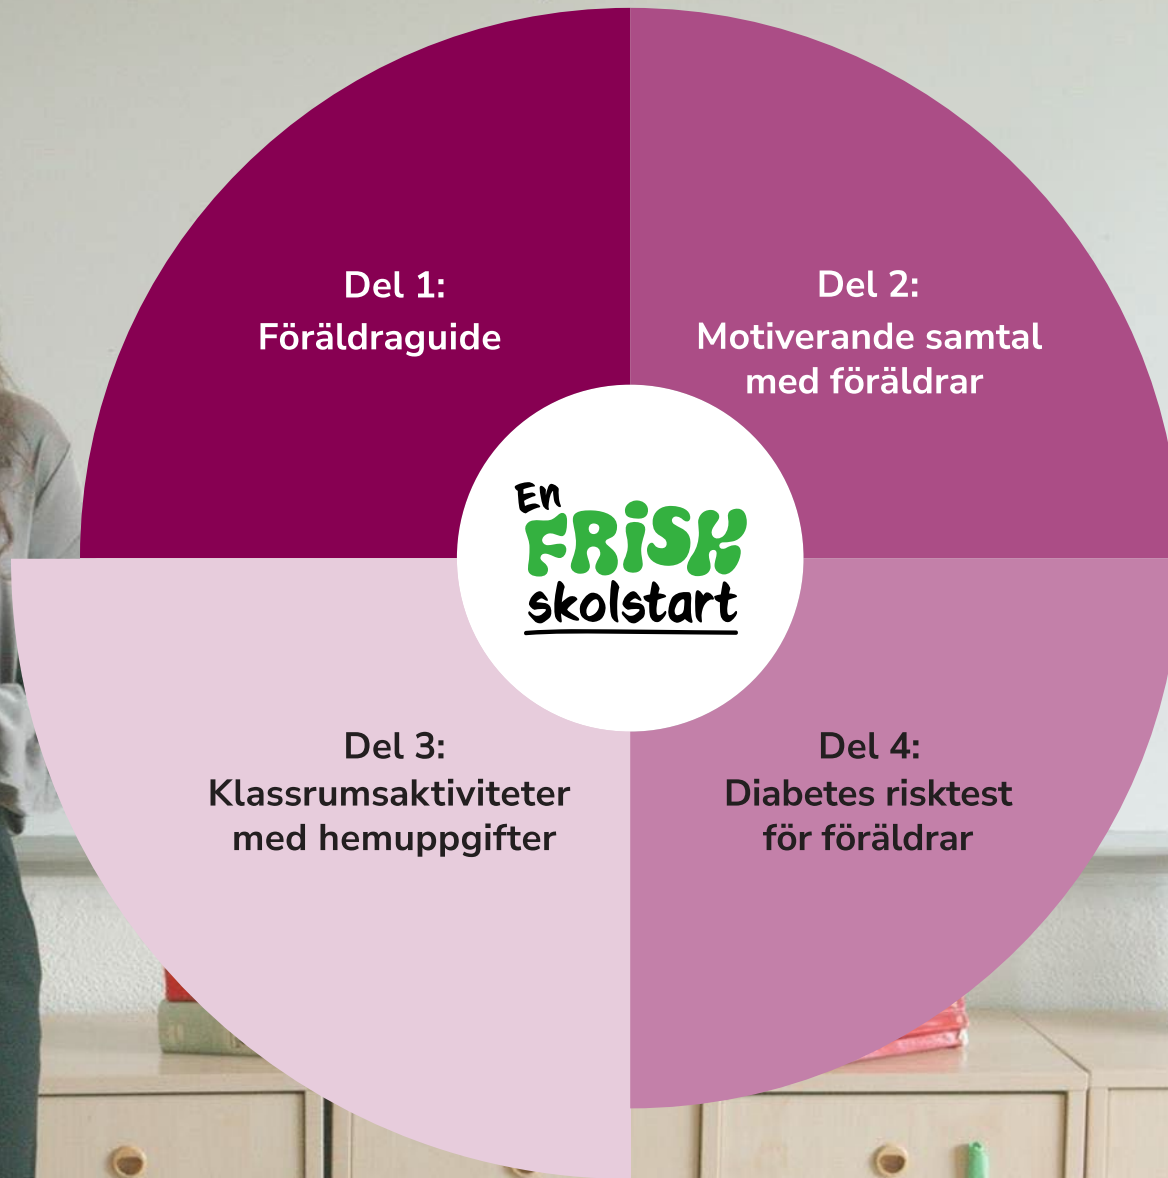 Del 1:
Föräldraguide
Del 2:
Motiverande samtal
med föräldrar
En
FRiSK
skolstart
Del 3:
Klassrumsaktiviteter
med hemuppgifter
Del 4:
Diabetes risktest
för föräldrar